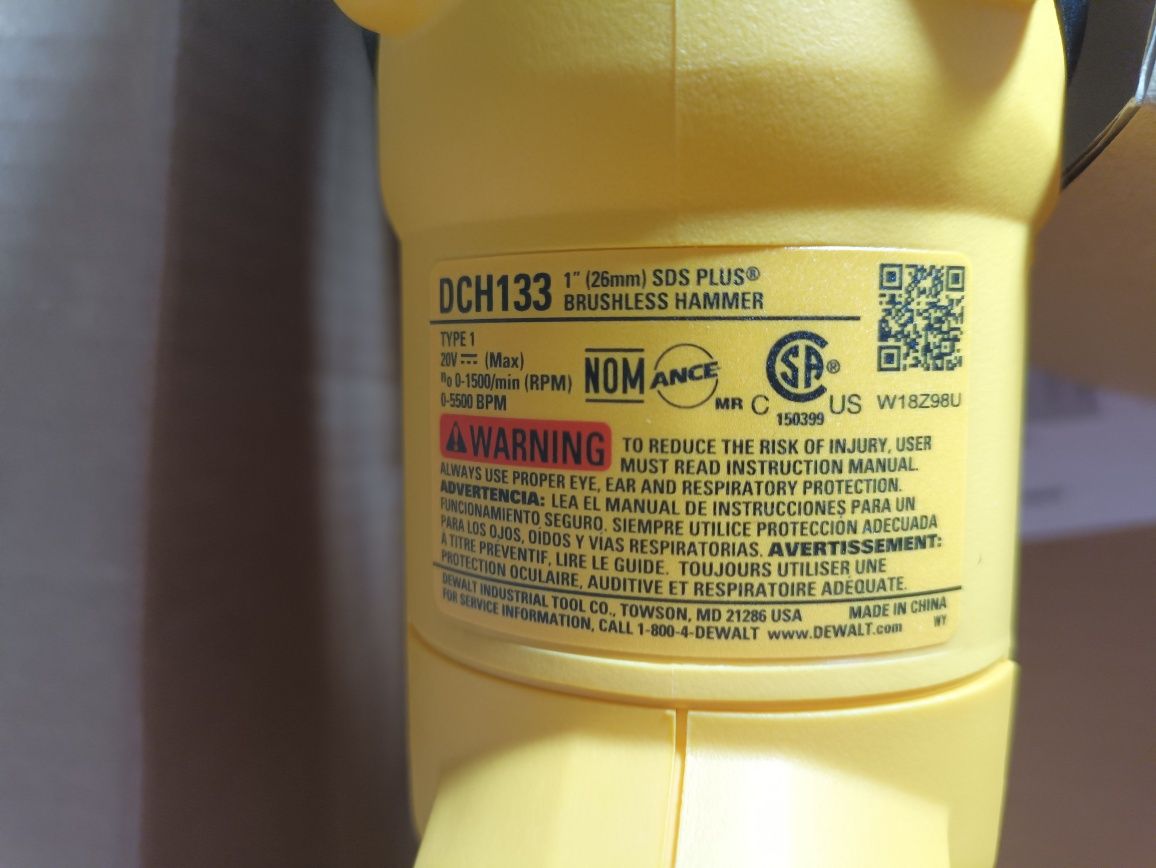 DCH133 1" (26mm) SDS PLUS®
BRUSHLESS HAMMER
TYPE 1
20V ⎓ (Max)
n0 0-1500/min (RPM)
0-5500 BPM
NOM ANCE MR
C SA® US
150399
W18Z98U
⚠WARNING TO REDUCE THE RISK OF INJURY, USER
MUST READ INSTRUCTION MANUAL.
ALWAYS USE PROPER EYE, EAR AND RESPIRATORY PROTECTION.
ADVERTENCIA: LEA EL MANUAL DE INSTRUCCIONES PARA UN
FUNCIONAMIENTO SEGURO. SIEMPRE UTILICE PROTECCIÓN ADECUADA
PARA LOS OJOS, OÍDOS Y VIAS RESPIRATORIAS. AVERTISSEMENT:
À TITRE PREVENTIF, LIRE LE GUIDE. TOUJOURS UTILISER UNE
PROTECTION OCULAIRE, AUDITIVE ET RESPIRATOIRE ADÉQUATE.
DEWALT INDUSTRIAL TOOL CO., TOWSON, MD 21286 USA MADE IN CHINA
FOR SERVICE INFORMATION, CALL 1-800-4-DEWALT www.DEWALT.com WY